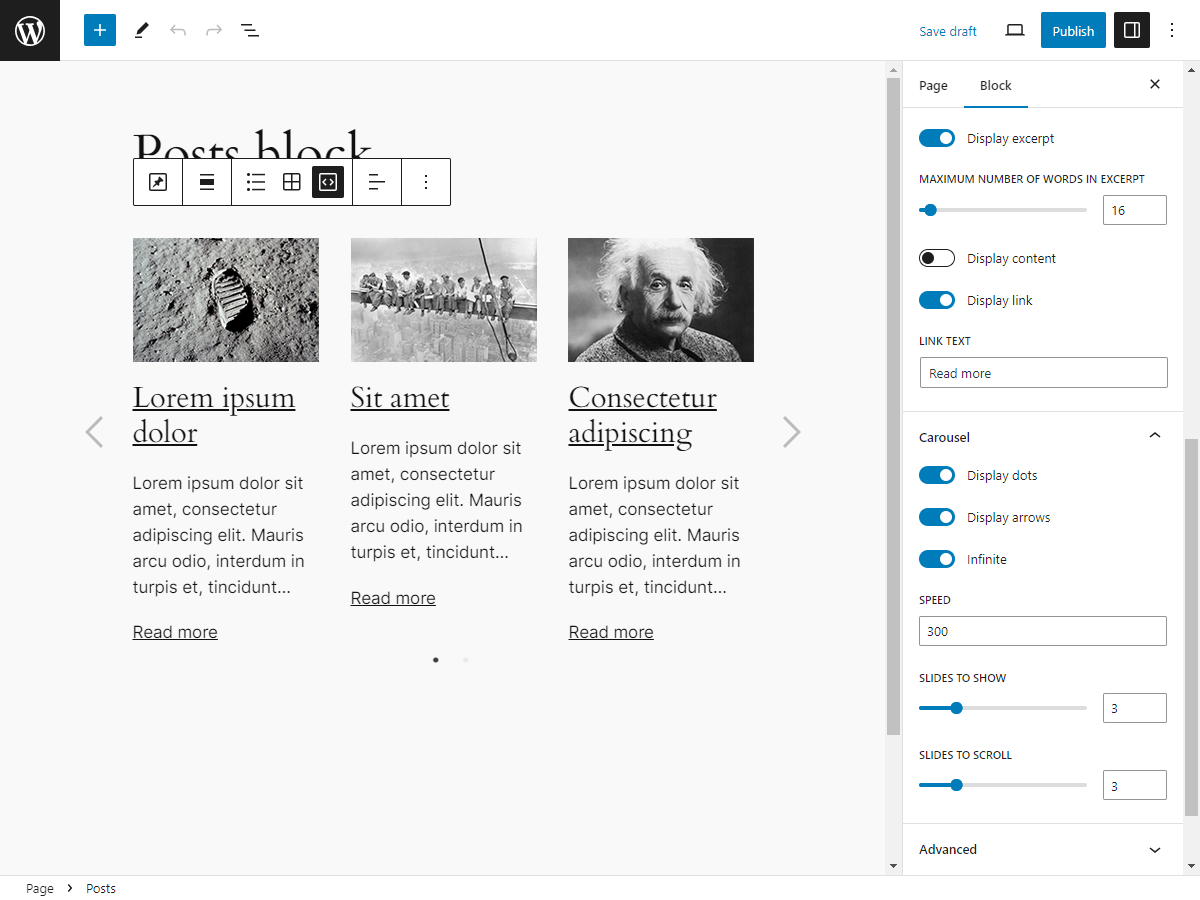 Save draft
Publish
Posts block
Lorem ipsum
dolor
Lorem ipsum dolor sit
amet, consectetur
adipiscing elit. Mauris
arcu odio, interdum in
turpis et, tincidunt...
Read more
Sit amet
Lorem ipsum dolor sit
amet, consectetur
adipiscing elit. Mauris
arcu odio, interdum in
turpis et, tincidunt...
Read more
Consectetur
adipiscing
Lorem ipsum dolor sit
amet, consectetur
adipiscing elit. Mauris
arcu odio, interdum in
turpis et, tincidunt...
Read more
Page Block
Display excerpt
MAXIMUM NUMBER OF WORDS IN EXCERPT
16
Display content
Display link
LINK TEXT
Read more
Carousel
Display dots
Display arrows
Infinite
SPEED
300
SLIDES TO SHOW
3
SLIDES TO SCROLL
3
Advanced
Page Posts